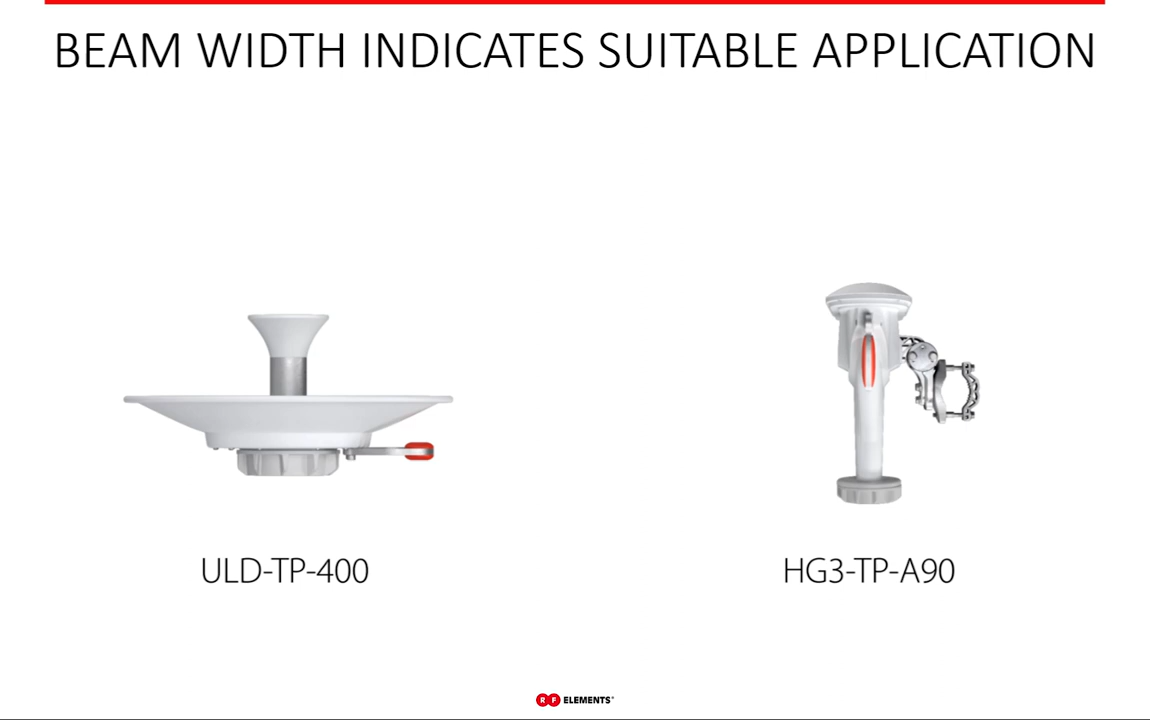 BEAM WIDTH INDICATES SUITABLE APPLICATION
ULD-TP-400
HG3-TP-A90
RF ELEMENTS